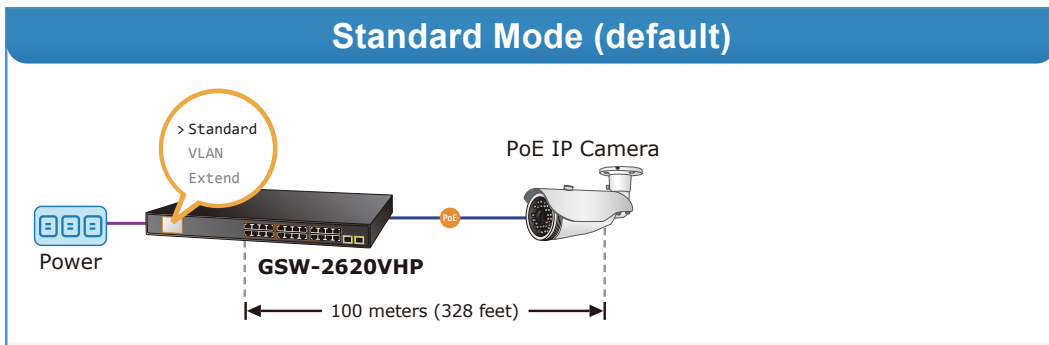 Standard Mode (default)
> Standard
VLAN
Extend
PoE IP Camera
PoE
Power
GSW-2620VHP
100 meters (328 feet)